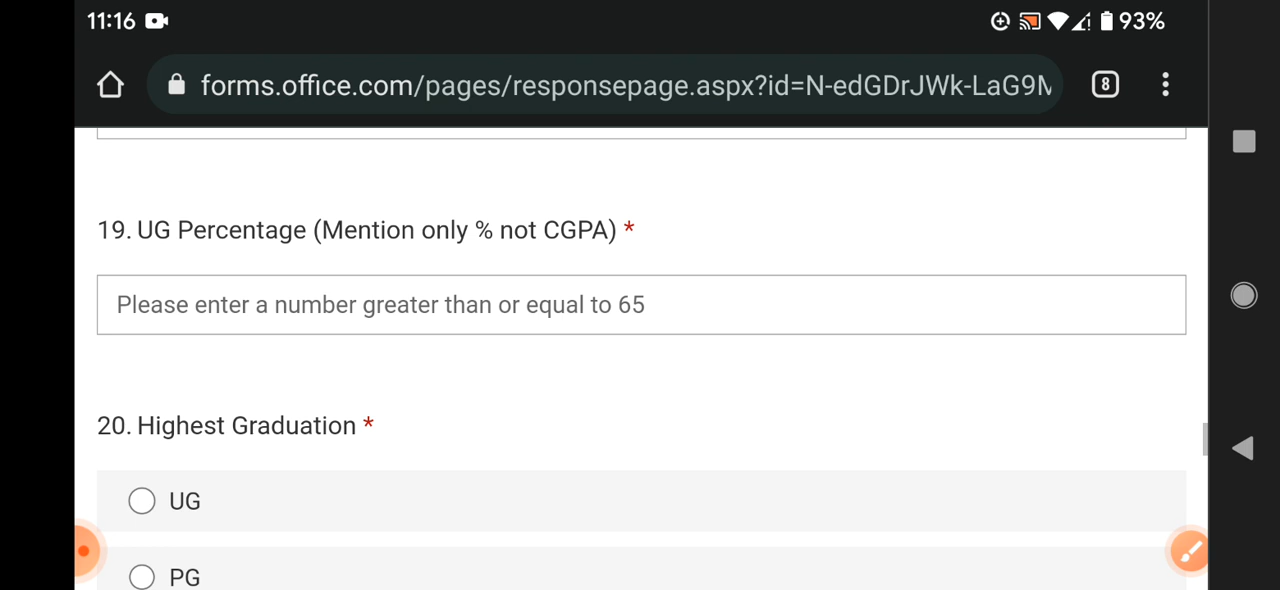 11:16
93%
forms.office.com/pages/responsepage.aspx?id=N-edGDrJWk-LaG9M
8
19. UG Percentage (Mention only % not CGPA) *
Please enter a number greater than or equal to 65
20. Highest Graduation *
UG
PG